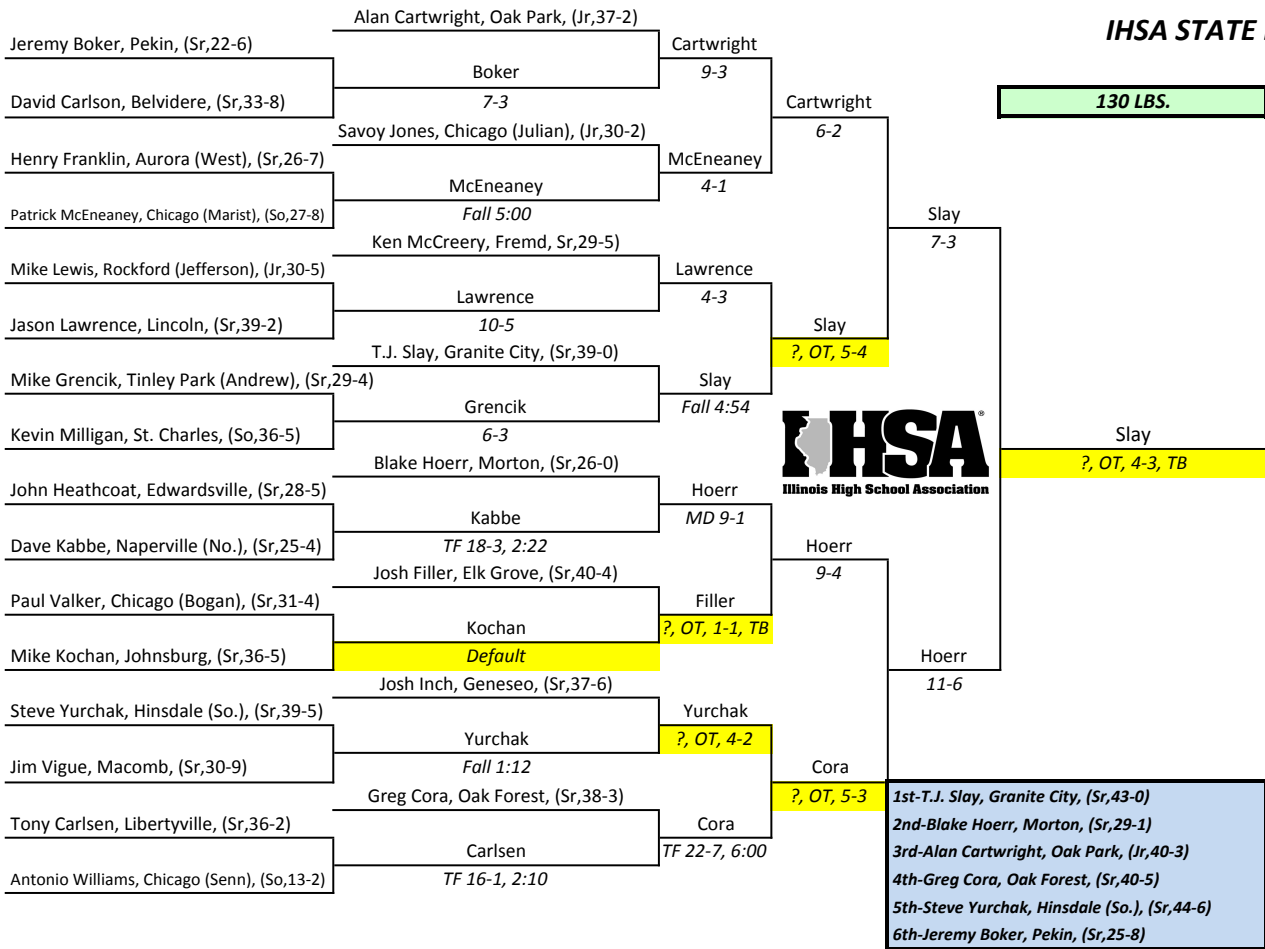 Alan Cartwright, Oak Park, (Jr,37-2)
IHSA STATE
Jeremy Boker, Pekin, (Sr,22-6)
Cartwright
Boker
9-3
David Carlson, Belvidere, (Sr,33-8)
7-3
Cartwright
130 LBS.
Savoy Jones, Chicago (Julian), (Jr,30-2)
6-2
Henry Franklin, Aurora (West), (Sr,26-7)
McEneaney
McEneaney
4-1
Patrick McEneaney, Chicago (Marist), (So,27-8)
Fall 5:00
Slay
Ken McCreery, Fremd, Sr,29-5)
7-3
Mike Lewis, Rockford (Jefferson), (Jr,30-5)
Lawrence
Lawrence
4-3
Jason Lawrence, Lincoln, (Sr,39-2)
10-5
Slay
T.J. Slay, Granite City, (Sr,39-0)
?, OT, 5-4
Mike Grencik, Tinley Park (Andrew), (Sr,29-4)
Slay
Grencik
Fall 4:54
Kevin Milligan, St. Charles, (So,36-5)
6-3
IHSA®
Illinois High School Association
Slay
Blake Hoerr, Morton, (Sr,26-0)
?, OT, 4-3, TB
John Heathcoat, Edwardsville, (Sr,28-5)
Hoerr
Kabbe
MD 9-1
Dave Kabbe, Naperville (No.), (Sr,25-4)
TF 18-3, 2:22
Hoerr
Josh Filler, Elk Grove, (Sr,40-4)
9-4
Paul Valker, Chicago (Bogan), (Sr,31-4)
Filler
Kochan
?, OT, 1-1, TB
Mike Kochan, Johnsburg, (Sr,36-5)
Default
Hoerr
Josh Inch, Geneseo, (Sr,37-6)
11-6
Steve Yurchak, Hinsdale (So.), (Sr,39-5)
Yurchak
Yurchak
?, OT, 4-2
Jim Vigue, Macomb, (Sr,30-9)
Fall 1:12
Cora
Greg Cora, Oak Forest, (Sr,38-3)
?, OT, 5-3
Tony Carlsen, Libertyville, (Sr,36-2)
Cora
Carlsen
TF 22-7, 6:00
Antonio Williams, Chicago (Senn), (So,13-2)
TF 16-1, 2:10
1st-T.J. Slay, Granite City, (Sr,43-0)
2nd-Blake Hoerr, Morton, (Sr,29-1)
3rd-Alan Cartwright, Oak Park, (Jr,40-3)
4th-Greg Cora, Oak Forest, (Sr,40-5)
5th-Steve Yurchak, Hinsdale (So.), (Sr,44-6)
6th-Jeremy Boker, Pekin, (Sr,25-8)